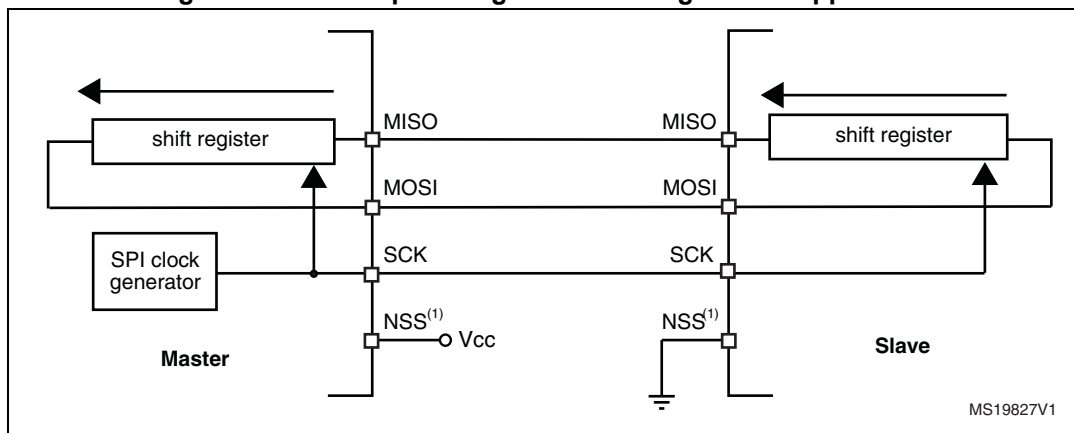 shift register
MISO
MISO
shift register
MOSI
MOSI
SPI clock
generator
SCK
SCK
NSS(1)
Vcc
NSS(1)
Master
Slave
MS19827V1